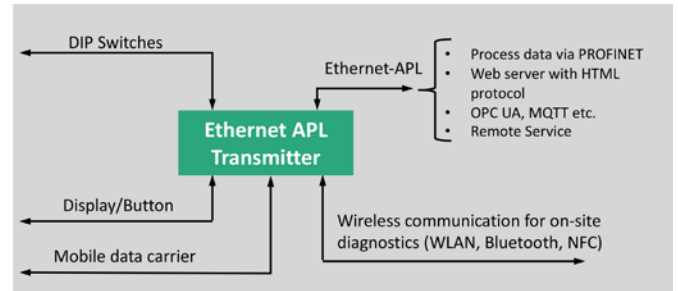 DIP Switches
Ethernet-APL
• Process data via PROFINET
• Web server with HTML
protocol
• OPC UA, MQTT etc.
• Remote Service
Ethernet APL
Transmitter
Display/Button
Mobile data carrier
Wireless communication for on-site
diagnostics (WLAN, Bluetooth, NFC)